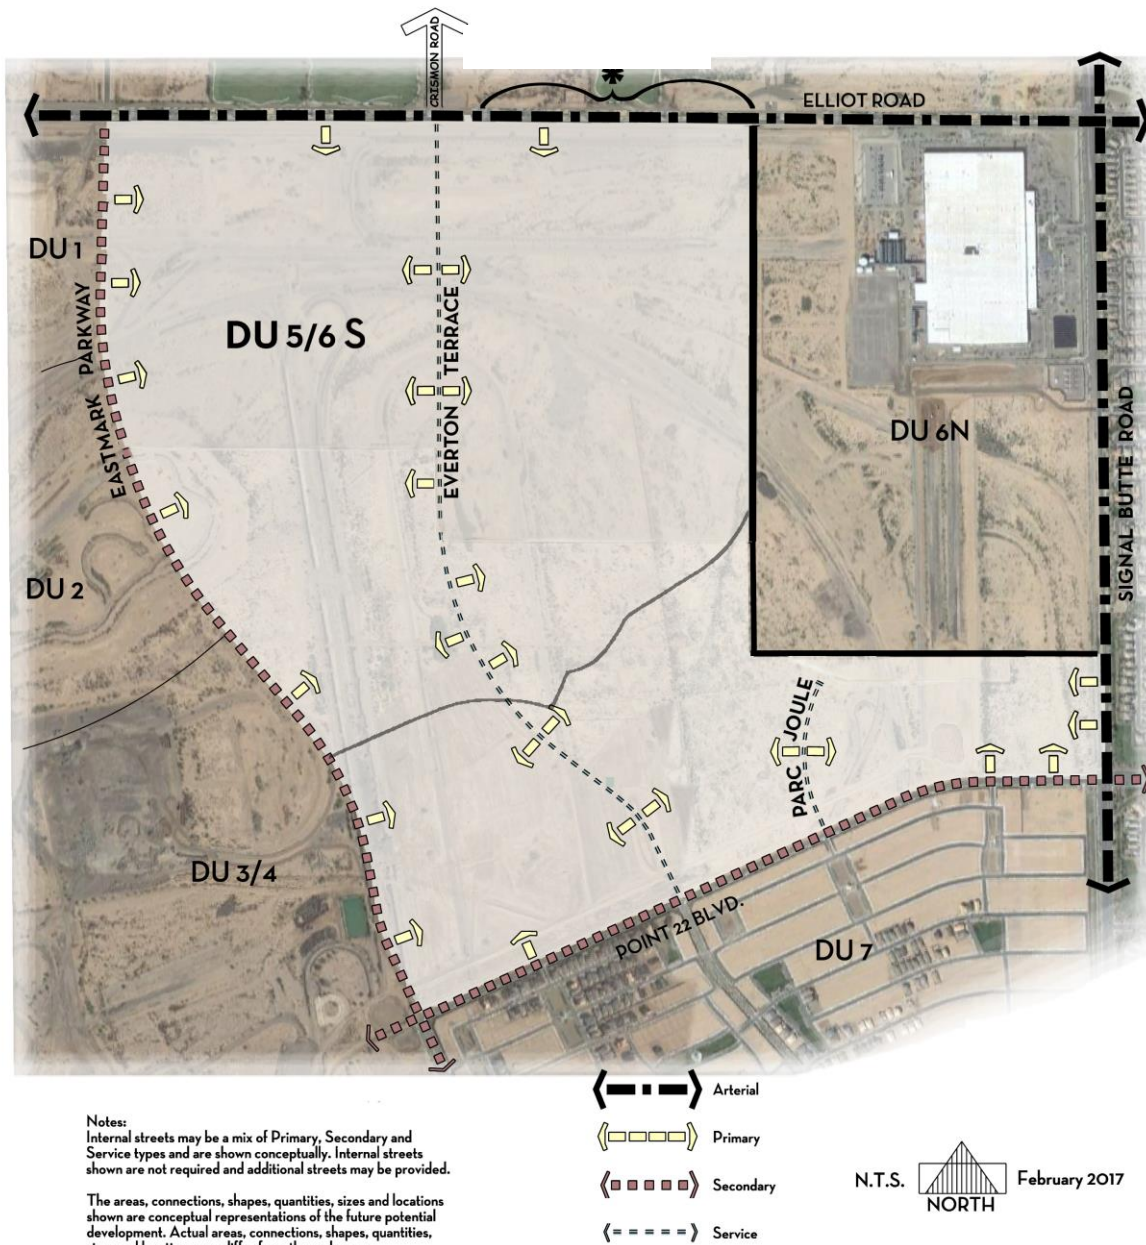 CRISMON ROAD
*
ELLIOT ROAD
DU 1
EASTMARK PARKWAY
DU 5/6 S
EVERTON TERRACE
DU 6N
SIGNAL BUTTE ROAD
DU 2
PARC JOULE
DU 3/4
POINT 22 BLVD.
DU 7
Arterial
Primary
Secondary
Service
Notes:
Internal streets may be a mix of Primary, Secondary and
Service types and are shown conceptually. Internal streets
shown are not required and additional streets may be provided.
The areas, connections, shapes, quantities, sizes and locations
shown are conceptual representations of the future potential
development. Actual areas, connections, shapes, quantities,
N.T.S.
NORTH
February 2017